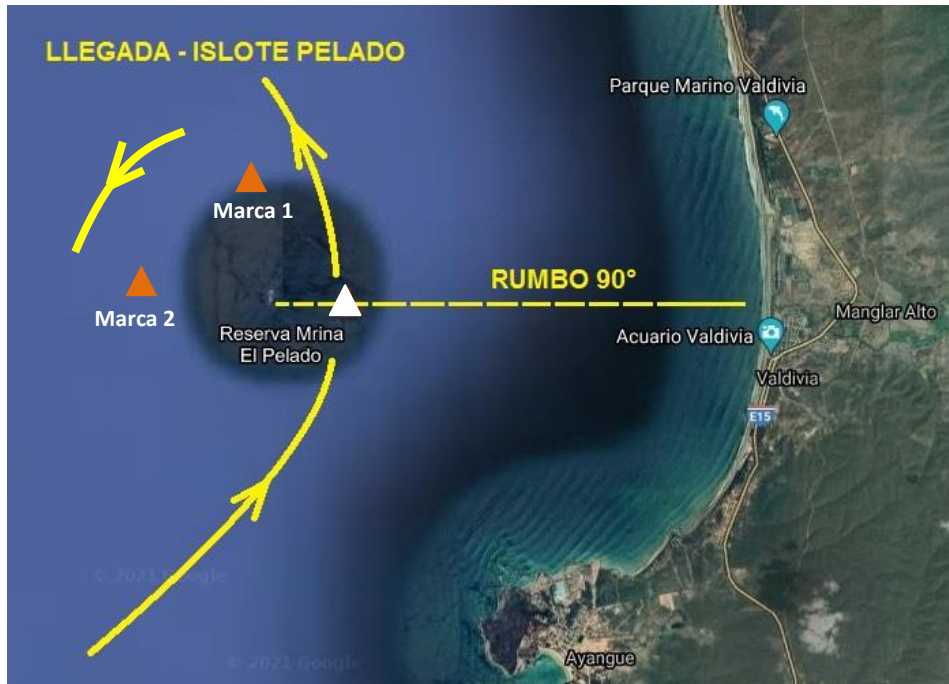 LLEGADA - ISLOTE PELADO
Parque Marino Valdivia
Marca 1
RUMBO 90°
Marca 2
Manglar Alto
Reserva Mrina
El Pelado
Acuario Valdivia
Valdivia
E15
© 2021 Google
© 2021 Google
Ayangue